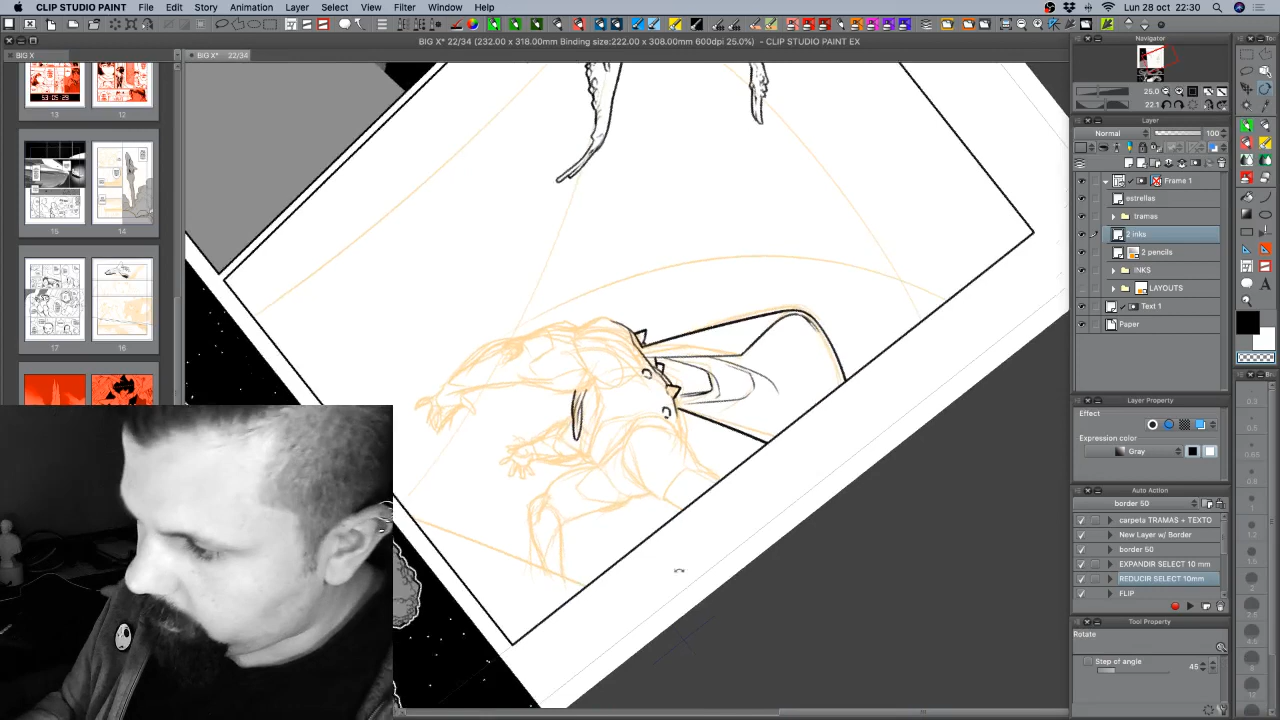 CLIP STUDIO PAINT File Edit Story Animation Layer Select View Filter Window Help
Lun 28 oct 22:30
BIG X* 22/34 (232.00 x 318.00mm Binding size:222.00 x 308.00mm 600dpi 25.0%) - CLIP STUDIO PAINT EX
BIG X
BIG X* 22/34
Navigator
13 12
15 14
17 16
25.0
22.1
Layer
Normal 100
Frame 1
estrellas
tramas
2 inks
2 pencils
INKS
LAYOUTS
Text 1
Paper
Layer Property
Effect
Expression color
Gray
Auto Action
border 50
carpeta TRAMAS + TEXTO
New Layer w/ Border
border 50
EXPANDIR SELECT 10 mm
REDUCIR SELECT 10mm
FLIP
Tool Property
Rotate
Step of angle 45